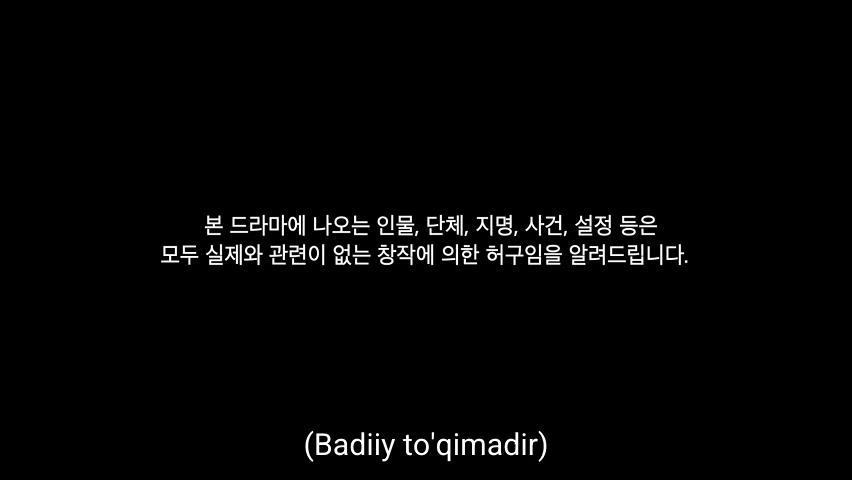 본 드라마에 나오는 인물, 단체, 지명, 사건, 설정 등은
모두 실제와 관련이 없는 창작에 의한 허구임을 알려드립니다.
(Badiiy to'qimadir)